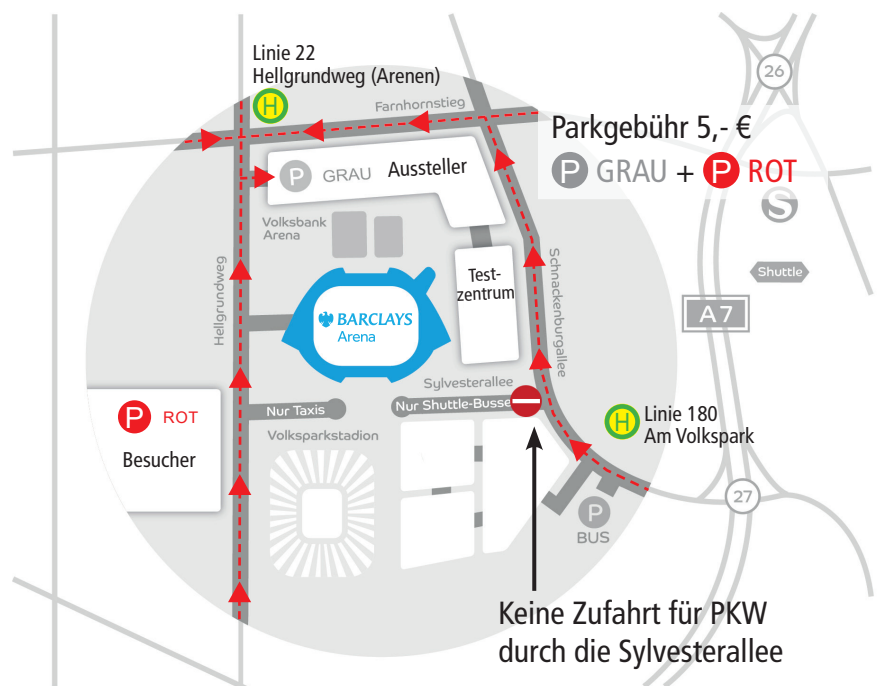 Linie 22
Hellgrundweg (Arenen)
H
Farnhornstieg
26
Parkgebühr 5,- €
P GRAU + P ROT
P GRAU Aussteller
S
Volksbank
Arena
Hellgrundweg
Test-
zentrum
Schnackenburgallee
Shuttle
BARCLAYS
Arena
A 7
Sylvesterallee
P ROT
Besucher
Nur Taxis
Nur Shuttle-Busse
H
Linie 180
Am Volkspark
Volksparkstadion
27
P
BUS
Keine Zufahrt für PKW
durch die Sylvesterallee